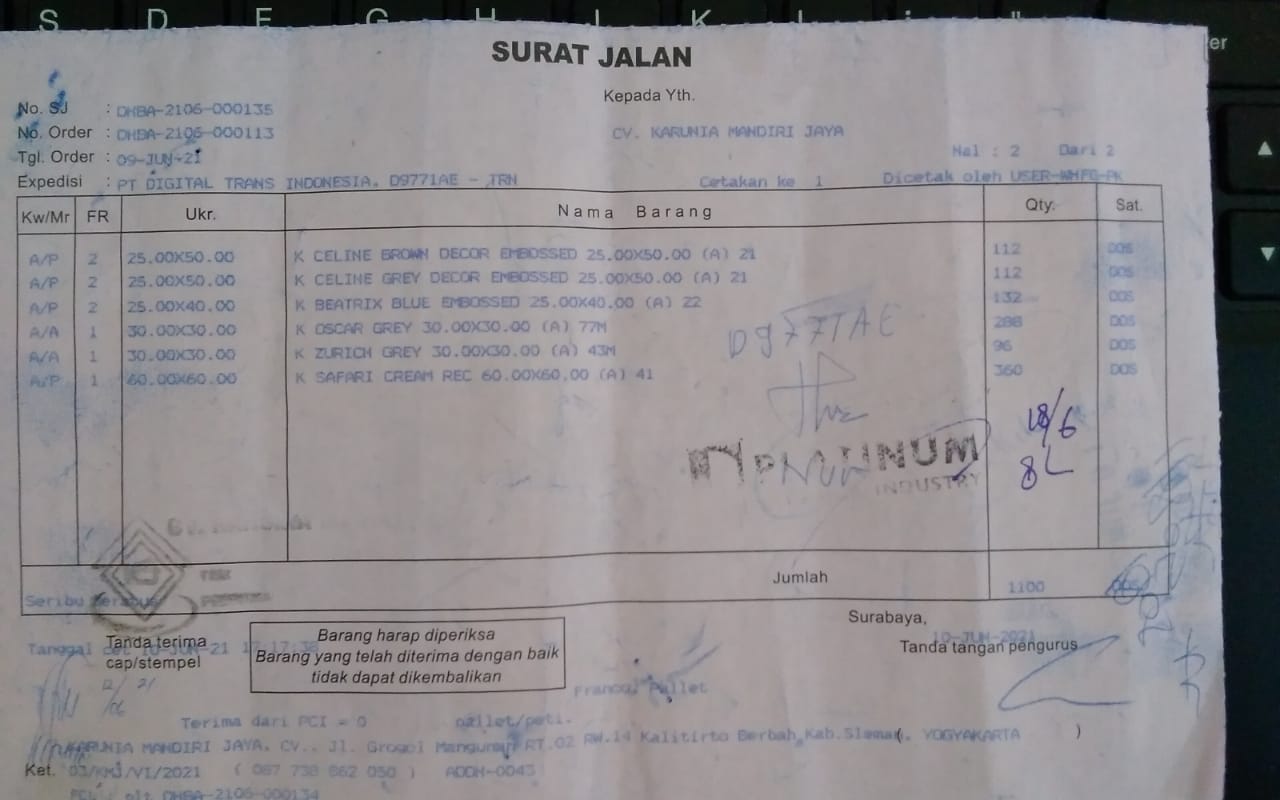 SURAT JALAN
Kepada Yth.
No. SJ : DHBA-2106-000135
No. Order : DHBA-2106-000113
CV. KARUNIA MANDIRI JAYA
Tgl. Order : 09-JUN-21
Hal : 2 Dari 2
Expedisi : PT DIGITAL TRANS INDONESIA. D9771AE - TRN
Cetakan ke 1 Dicetak oleh USER-WHFG-PK
Kw/Mr FR Ukr. Nama Barang Qty. Sat.
A/P 2 25.00X50.00 K CELINE BROWN DECOR EMBOSSED 25.00X50.00 (A) 21 112 DOS
A/P 2 25.00X50.00 K CELINE GREY DECOR EMBOSSED 25.00X50.00 (A) 21 112 DOS
A/P 2 25.00X40.00 K BEATRIX BLUE EMBOSSED 25.00X40.00 (A) 22 132 DOS
A/A 1 30.00X30.00 K OSCAR GREY 30.00X30.00 (A) 77M 288 DOS
A/A 1 30.00X30.00 K ZURICH GREY 30.00X30.00 (A) 43M 96 DOS
A/P 1 60.00X60.00 K SAFARI CREAM REC 60.00X60.00 (A) 41 360 DOS
D9771AE
18/6
PLATINUM
INDUSTRY
Jumlah 1100 DOS
Seribu Seratus
Surabaya,
10-JUN-2021
Tanggal cet 10-JUN-21
Tanda terima
cap/stempel
Barang harap diperiksa
Barang yang telah diterima dengan baik
tidak dapat dikembalikan
Tanda tangan pengurus
Pallet
Terima dari PCI = 0 pallet/peti.
KARUNIA MANDIRI JAYA, CV., Jl. Grogol Mangunan RT.02 RW.14 Kalitirto Berbah, Kab.Sleman, YOGYAKARTA
( )
Ket. 03/KMJ/VI/2021 ( 087 738 862 050 ) ADDH-0043
DHBA-2106-000134